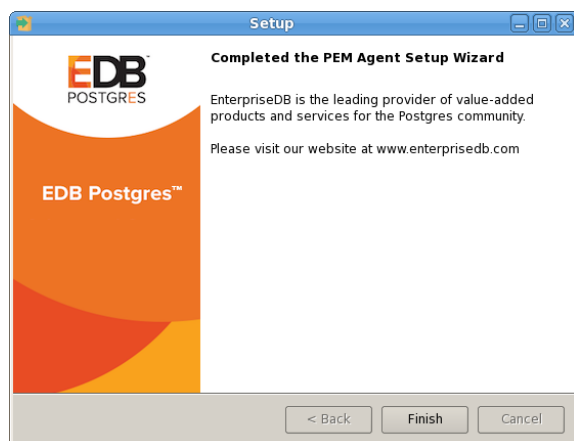 Setup
EDB
POSTGRES
EDB Postgres™
Completed the PEM Agent Setup Wizard
EnterpriseDB is the leading provider of value-added
products and services for the Postgres community.
Please visit our website at www.enterprisedb.com
< Back
Finish
Cancel